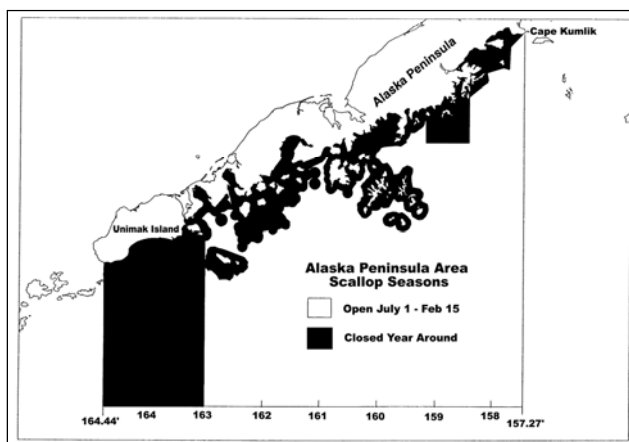 Cape Kumlik
Alaska Peninsula
Unimak Island
Alaska Peninsula Area
Scallop Seasons
Open July 1 - Feb 15
Closed Year Around
164.44' 164 163 162 161 160 159 158 157.27'